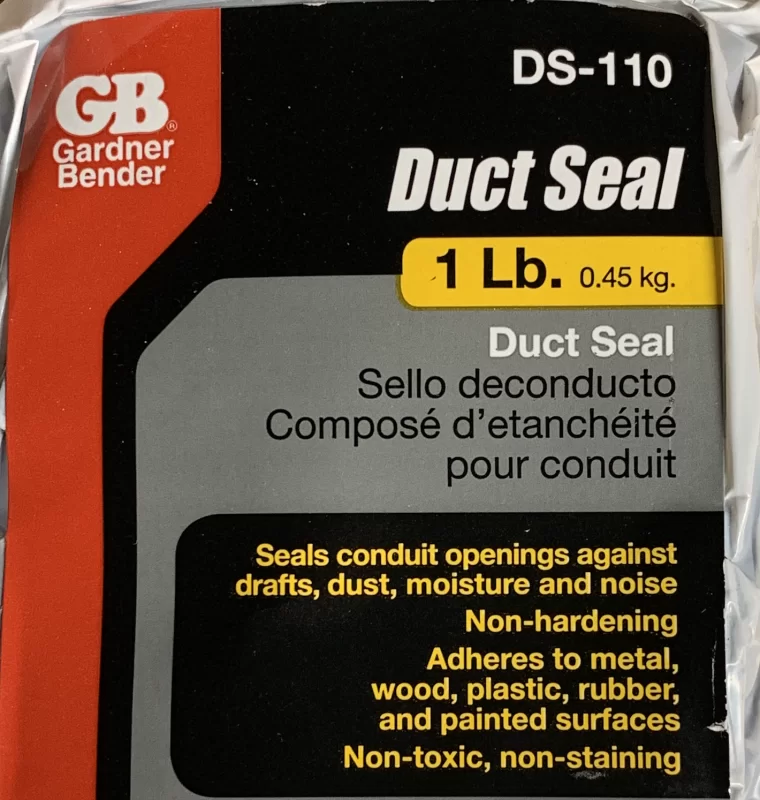 GB®
Gardner
Bender
DS-110
Duct Seal
1 Lb. 0.45 kg.
Duct Seal
Sello deconducto
Composé d'etanchéité
pour conduit
Seals conduit openings against
drafts, dust, moisture and noise
Non-hardening
Adheres to metal,
wood, plastic, rubber,
and painted surfaces
Non-toxic, non-staining